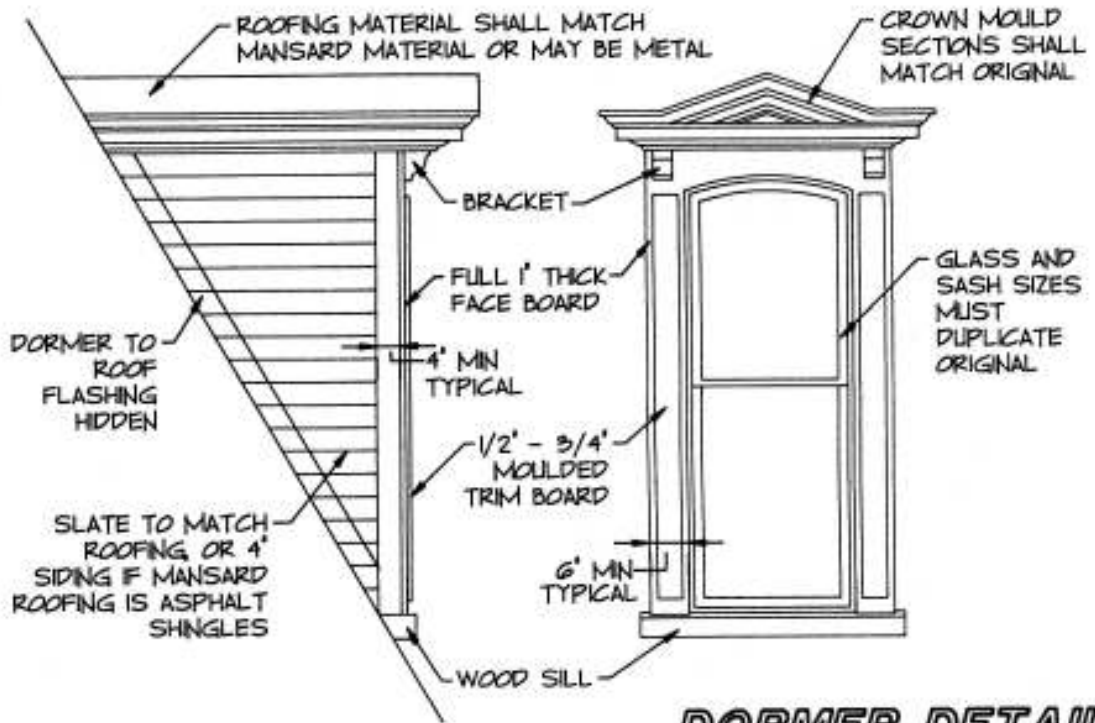 ROOFING MATERIAL SHALL MATCH
MANSARD MATERIAL OR MAY BE METAL
CROWN MOULD
SECTIONS SHALL
MATCH ORIGINAL
BRACKET
FULL 1" THICK
FACE BOARD
GLASS AND
SASH SIZES
MUST
DUPLICATE
ORIGINAL
DORMER TO
ROOF
FLASHING
HIDDEN
4" MIN
TYPICAL
1/2" - 3/4"
MOULDED
TRIM BOARD
SLATE TO MATCH
ROOFING, OR 4"
SIDING IF MANSARD
ROOFING IS ASPHALT
SHINGLES
6" MIN
TYPICAL
WOOD SILL
DORMER DETAIL